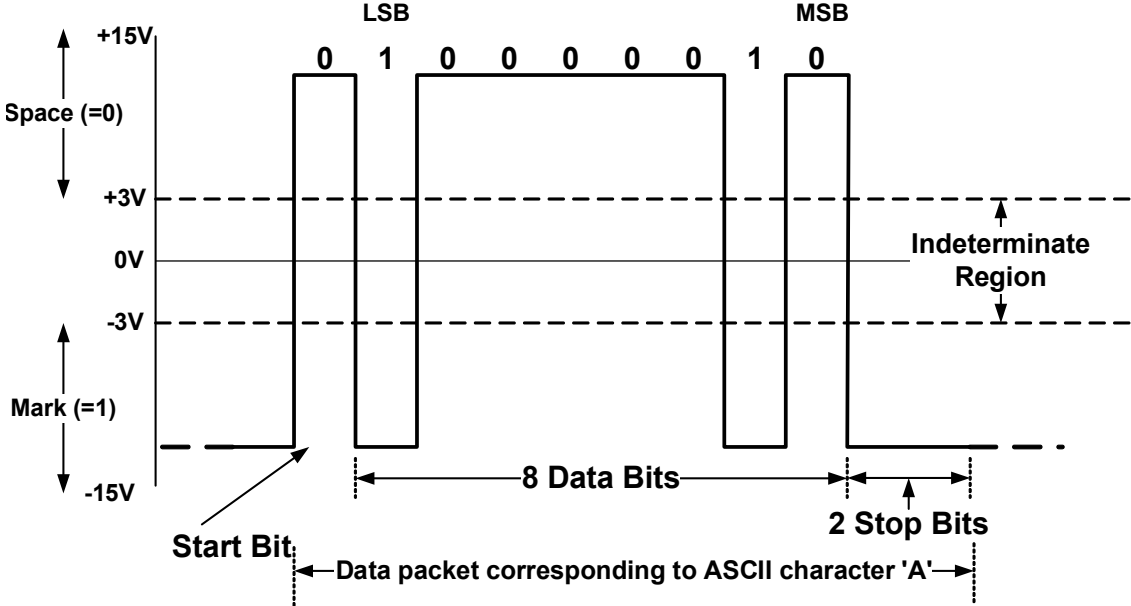 LSB MSB
+15V
0 1 0 0 0 0 0 1 0
Space (=0)
+3V
Indeterminate
Region
0V
-3V
Mark (=1)
-15V
8 Data Bits
2 Stop Bits
Start Bit
Data packet corresponding to ASCII character 'A'